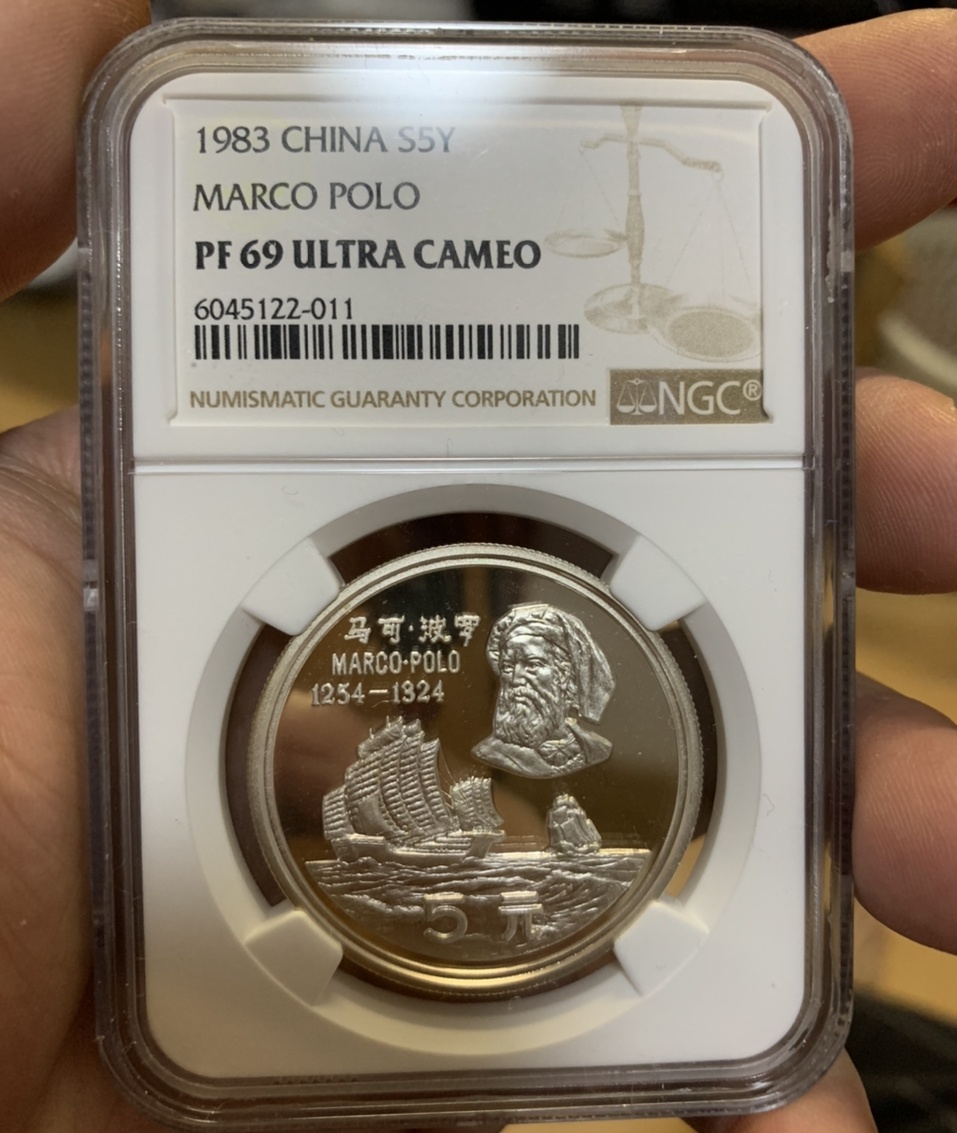 1983 CHINA S5Y
MARCO POLO
PF 69 ULTRA CAMEO
6045122-011
NUMISMATIC GUARANTY CORPORATION
NGC®
马可·波罗
MARCO·POLO
1254-1324
5元